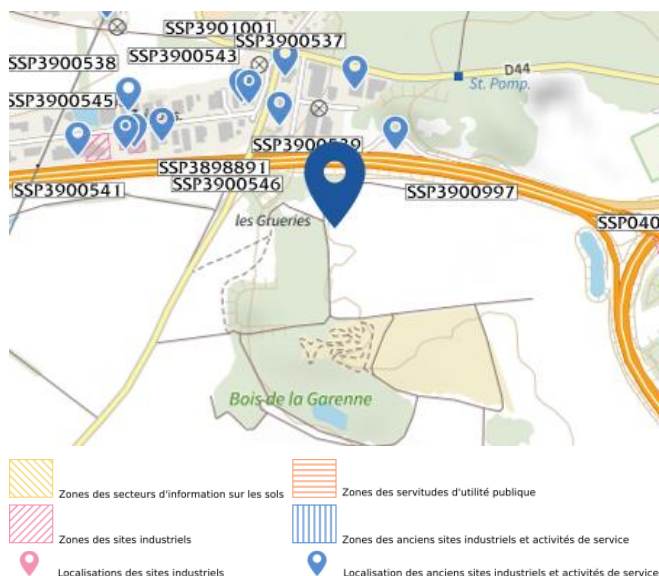 SSP3901001
SSP3900537
SSP3900543
SSP3900538
D44
St. Pomp.
SSP3900545
s.
SSP3900539
SSP3898891
SSP3900546
SSP3900541
SSP3900997
SSP040
les Grueries
Bois de la Garenne
Zones des secteurs d'information sur les sols
Zones des servitudes d'utilité publique
Zones des sites industriels
Zones des anciens sites industriels et activités de service
Localisations des sites industriels
Localisation des anciens sites industriels et activités de service